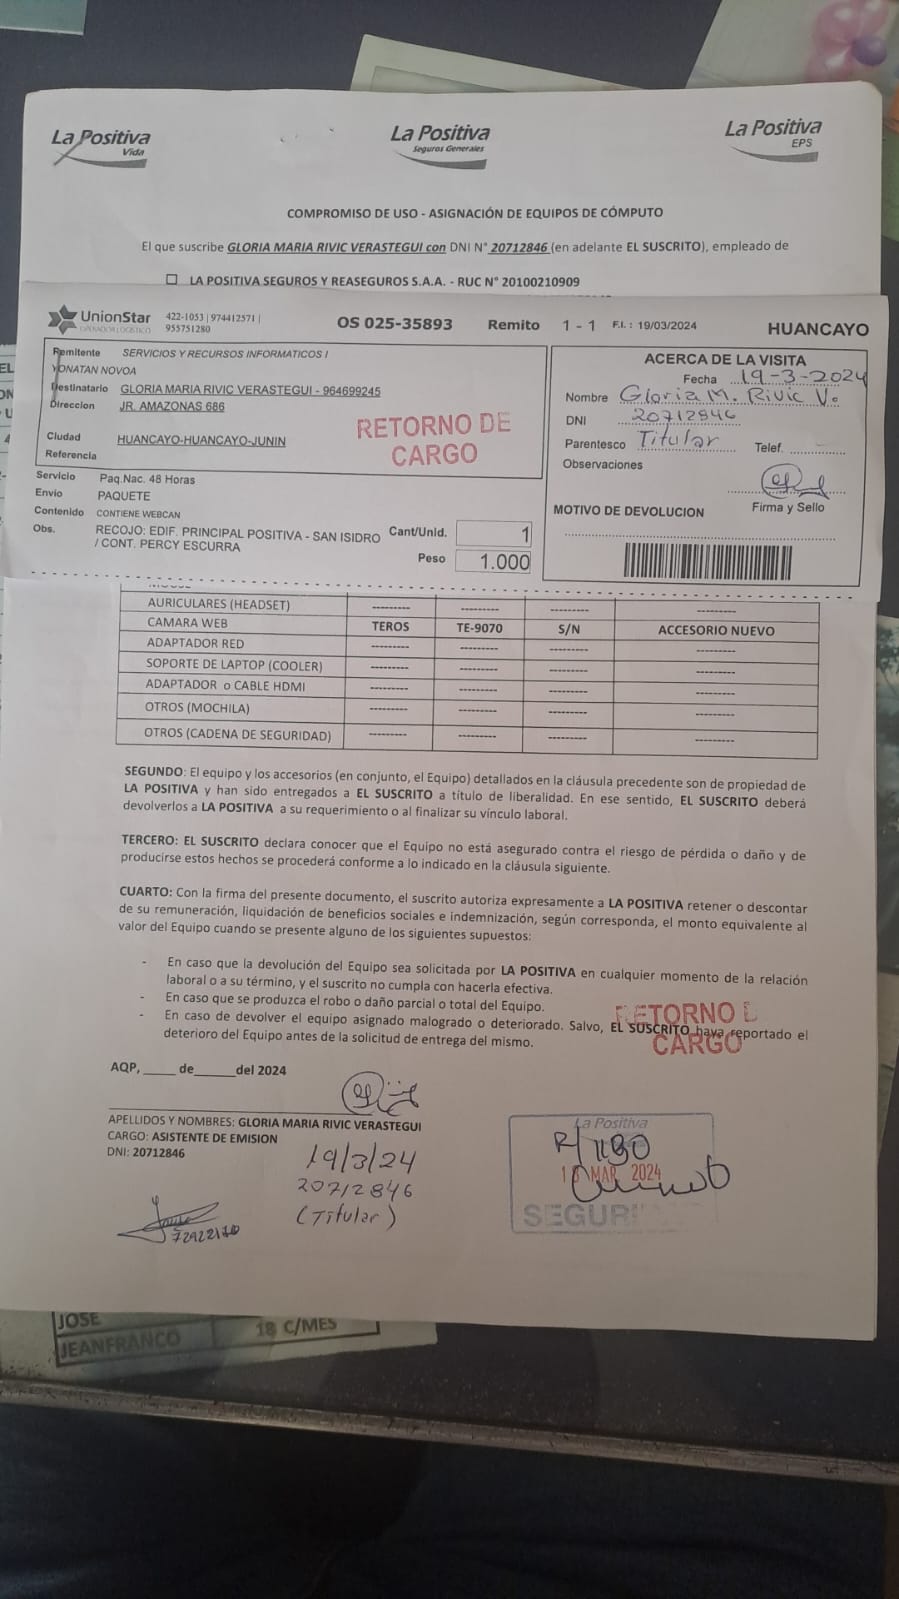 La Positiva
Vida
La Positiva
Seguros Generales
La Positiva
EPS
COMPROMISO DE USO - ASIGNACIÓN DE EQUIPOS DE CÓMPUTO
El que suscribe GLORIA MARIA RIVIC VERASTEGUI con DNI N° 20712846 (en adelante EL SUSCRITO), empleado de
LA POSITIVA SEGUROS Y REASEGUROS S.A.A. - RUC N° 20100210909
UnionStar
OPERADOR LOGISTICO
422-1053 | 974412571 |
955751280
OS 025-35893
Remito 1 - 1 F.I.: 19/03/2024
HUANCAYO
Remitente SERVICIOS Y RECURSOS INFORMATICOS I
YONATAN NOVOA
Destinatario GLORIA MARIA RIVIC VERASTEGUI - 964699245
Direccion JR. AMAZONAS 686
Ciudad HUANCAYO-HUANCAYO-JUNIN
Referencia
RETORNO DE
CARGO
Servicio Paq.Nac. 48 Horas
Envio PAQUETE
Contenido CONTIENE WEBCAN
Obs. RECOJO: EDIF. PRINCIPAL POSITIVA - SAN ISIDRO
/ CONT. PERCY ESCURRA
Cant/Unid. 1
Peso 1.000
ACERCA DE LA VISITA
Fecha 19-3-2024
Nombre Gloria M. Rivic V.
DNI 20712846
Parentesco Titular Telef.
Observaciones
Firma y Sello
MOTIVO DE DEVOLUCION
AURICULARES (HEADSET) --------- --------- --------- ---------
CAMARA WEB TEROS TE-9070 S/N ACCESORIO NUEVO
ADAPTADOR RED --------- --------- --------- ---------
SOPORTE DE LAPTOP (COOLER) --------- --------- --------- ---------
ADAPTADOR o CABLE HDMI --------- --------- --------- ---------
OTROS (MOCHILA) --------- --------- --------- ---------
OTROS (CADENA DE SEGURIDAD) --------- --------- --------- ---------
SEGUNDO: El equipo y los accesorios (en conjunto, el Equipo) detallados en la cláusula precedente son de propiedad de
LA POSITIVA y han sido entregados a EL SUSCRITO a título de liberalidad. En ese sentido, EL SUSCRITO deberá
devolverlos a LA POSITIVA a su requerimiento o al finalizar su vínculo laboral.
TERCERO: EL SUSCRITO declara conocer que el Equipo no está asegurado contra el riesgo de pérdida o daño y de
producirse estos hechos se procederá conforme a lo indicado en la cláusula siguiente.
CUARTO: Con la firma del presente documento, el suscrito autoriza expresamente a LA POSITIVA retener o descontar
de su remuneración, liquidación de beneficios sociales e indemnización, según corresponda, el monto equivalente al
valor del Equipo cuando se presente alguno de los siguientes supuestos:
- En caso que la devolución del Equipo sea solicitada por LA POSITIVA en cualquier momento de la relación
laboral o a su término, y el suscrito no cumpla con hacerla efectiva.
- En caso que se produzca el robo o daño parcial o total del Equipo.
- En caso de devolver el equipo asignado malogrado o deteriorado. Salvo, EL SUSCRITO haya reportado el
deterioro del Equipo antes de la solicitud de entrega del mismo.
RETORNO D
CARGO
AQP, _____ de______del 2024
APELLIDOS Y NOMBRES: GLORIA MARIA RIVIC VERASTEGUI
CARGO: ASISTENTE DE EMISION
DNI: 20712846
19/3/24
20712846
(Titular)
La Positiva
MAR. 2024
SEGUR
JOSE
JEANFRANCO
18 C/MES